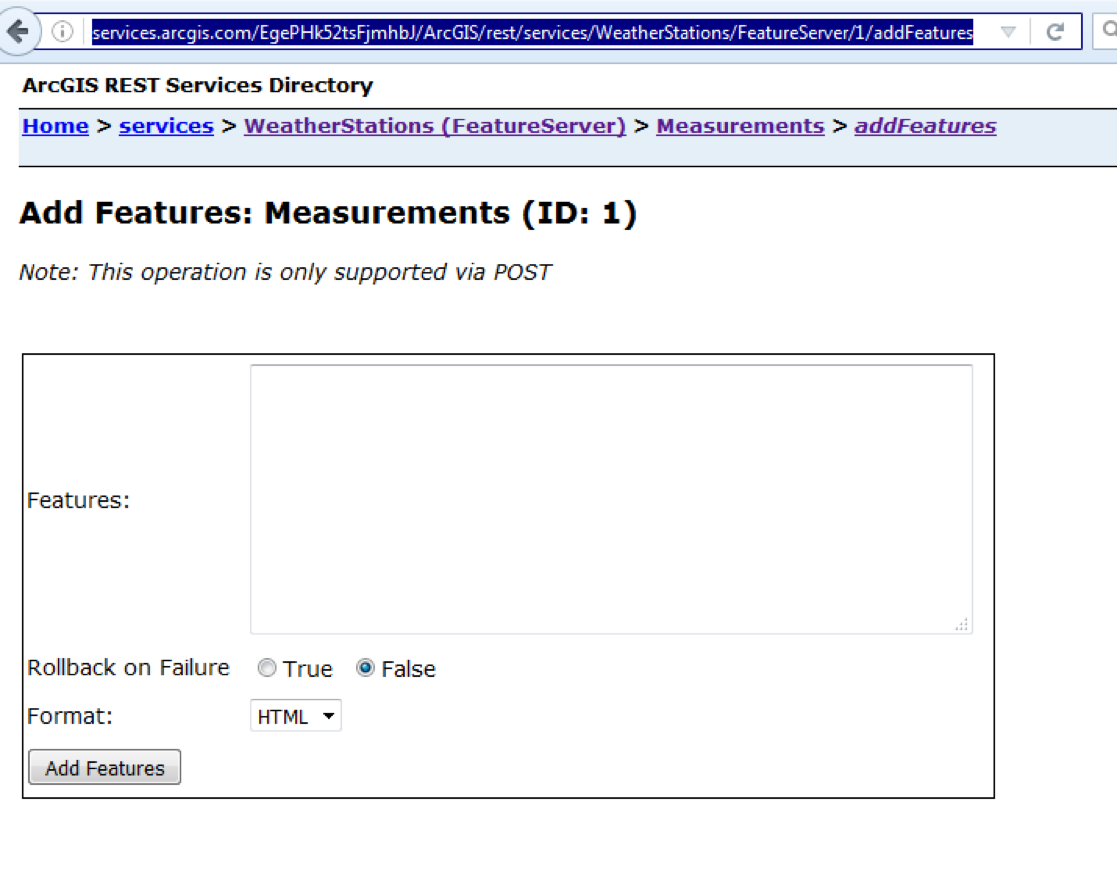 services.arcgis.com/EgePHk52tsFjmhbJ/ArcGIS/rest/services/WeatherStations/FeatureServer/1/addFeatures
ArcGIS REST Services Directory
Home > services > WeatherStations (FeatureServer) > Measurements > addFeatures
Add Features: Measurements (ID: 1)
Note: This operation is only supported via POST
Features:
Rollback on Failure True False
Format: HTML
Add Features